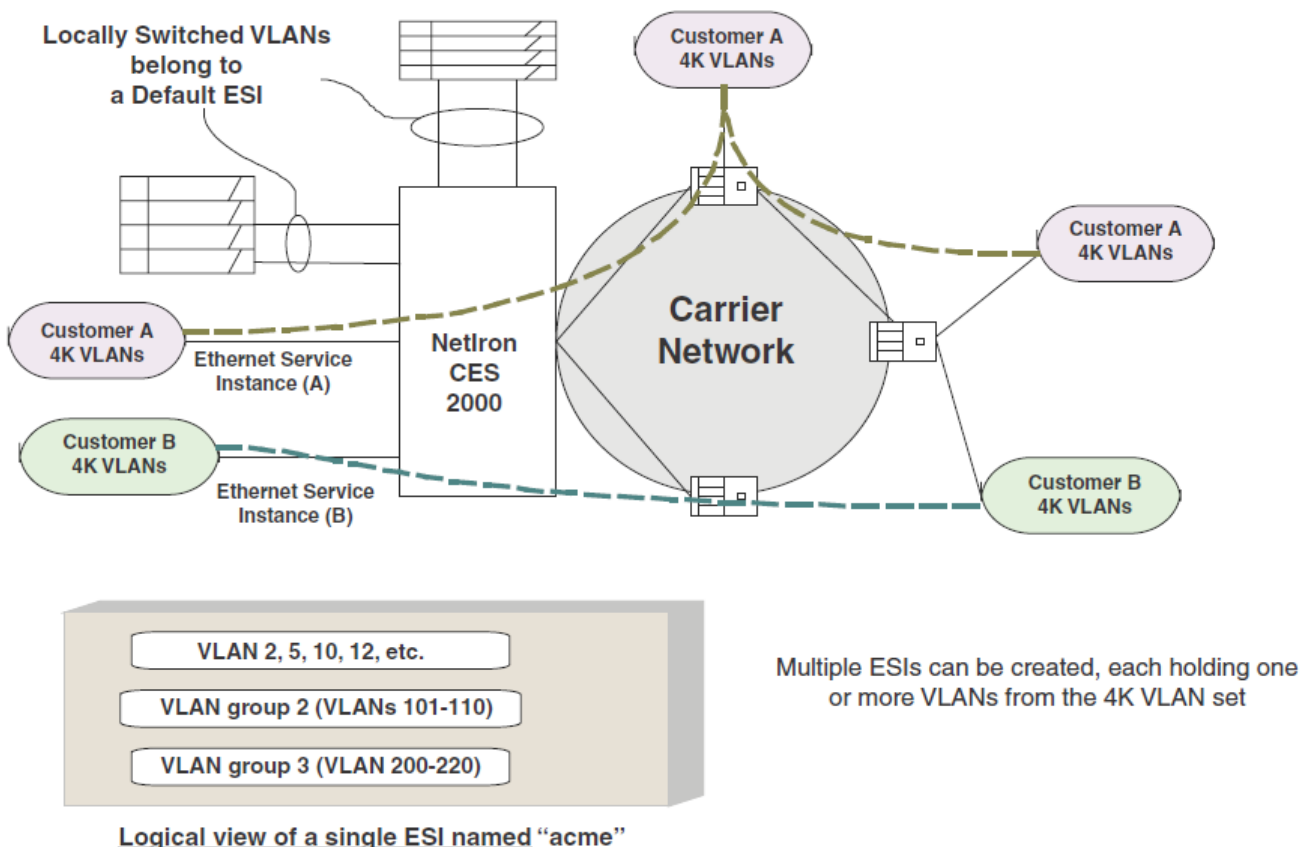 Locally Switched VLANs
belong to
a Default ESI
Customer A
4K VLANs
Customer A
4K VLANs
Carrier
Network
Customer A
4K VLANs
Ethernet Service
Instance (A)
NetIron
CES
2000
Customer B
4K VLANs
Ethernet Service
Instance (B)
Customer B
4K VLANs
VLAN 2, 5, 10, 12, etc.
VLAN group 2 (VLANs 101-110)
VLAN group 3 (VLAN 200-220)
Multiple ESIs can be created, each holding one
or more VLANs from the 4K VLAN set
Logical view of a single ESI named “acme”